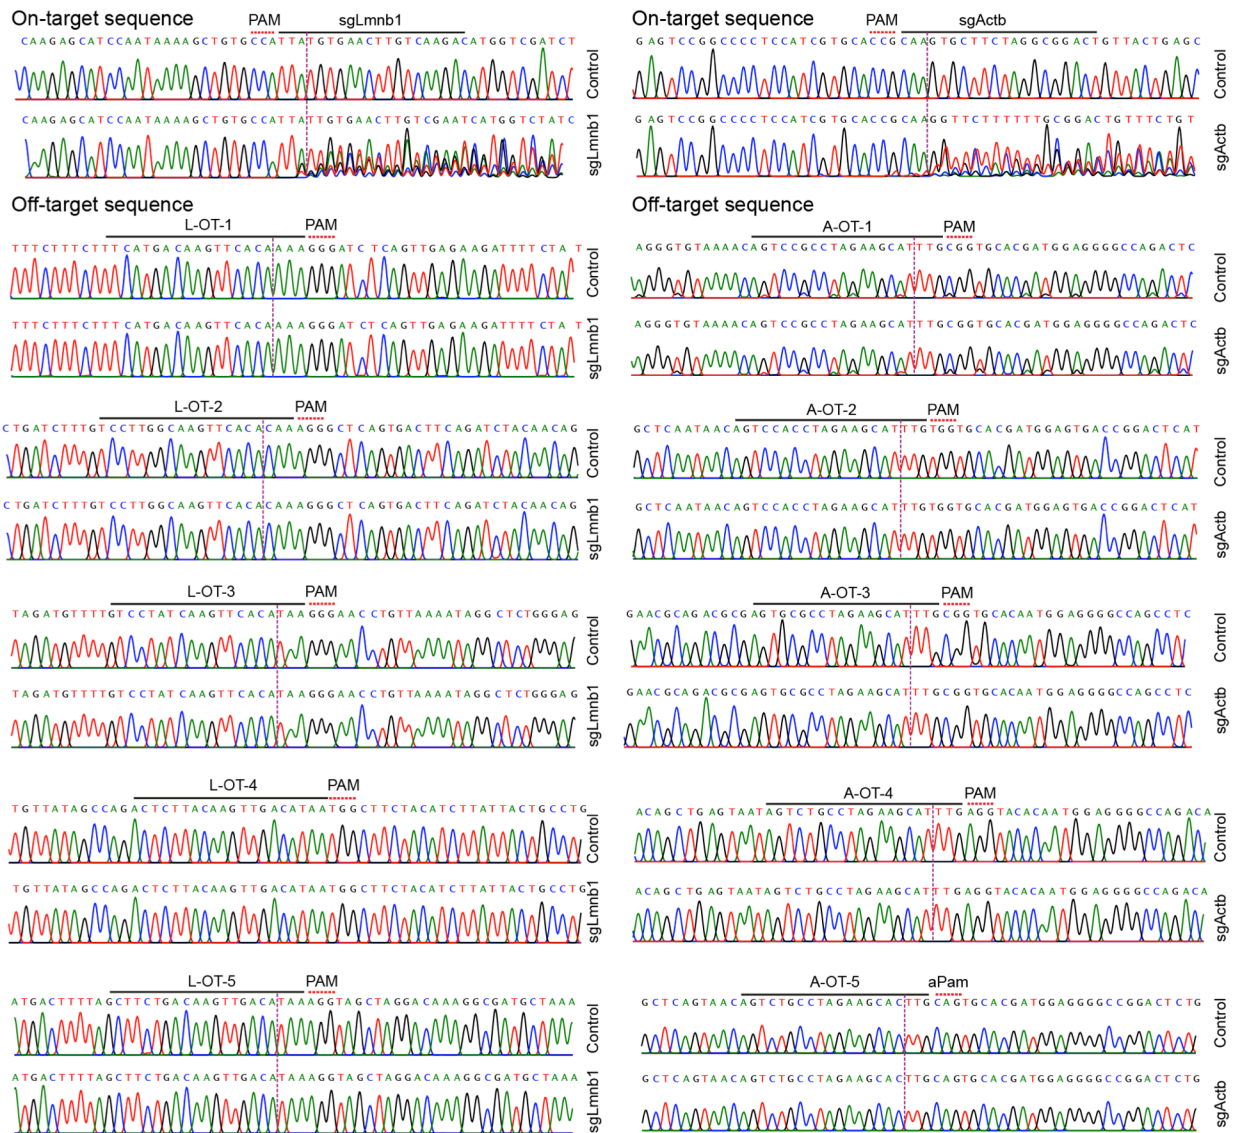 On-target sequence
PAM sgLmnb1
CAAGAGCATCCAATAAAAGCTGTGCCATTATGTGAACTTGTCAAGACATGGTCGATCT
Control
CAAGAGCATCCAATAAAAGCTGTGCCATTATTGTGAACTTGTCGAATCATGGTCTATC
sgLmnb1
Off-target sequence
L-OT-1 PAM
TTTCTTTCTTTCATGACAAGTTCACAAAAGGGATCTCAGTTGAGAAGATTTTCTAT
Control
TTTCTTTCTTTCATGACAAGTTCACAAAAGGGATCTCAGTTGAGAAGATTTTCTAT
sgLmnb1
L-OT-2 PAM
CTGATCTTTGTCCTTGGCAAGTTCACACAAAGGGCTCAGTGACTTCAGATCTACAACAG
Control
CTGATCTTTGTCCTTGGCAAGTTCACACAAAGGGCTCAGTGACTTCAGATCTACAACAG
sgLmnb1
L-OT-3 PAM
TAGATGTTTTGTCCTATCAAGTTCACATAAGGGAACCTGTTAAAATAGGCTCTGGGAG
Control
TAGATGTTTTGTCCTATCAAGTTCACATAAGGGAACCTGTTAAAATAGGCTCTGGGAG
sgLmnb1
L-OT-4 PAM
TGTTATAGCCAGACTCTTACAAGTTGACATAATGGCTTCTACATCTTATTACTGCCTG
Control
TGTTATAGCCAGACTCTTACAAGTTGACATAATGGCTTCTACATCTTATTACTGCCTG
sgLmnb1
L-OT-5 PAM
ATGACTTTTAGCTTCTGACAAGTTGACATAAAGGTAGCTAGGACAAAGGCGATGCTAAA
Control
ATGACTTTTAGCTTCTGACAAGTTGACATAAAGGTAGCTAGGACAAAGGCGATGCTAAA
sgLmnb1
On-target sequence
PAM sgActb
GAGTCCGGCCCCTCCATCGTGCACCGCAAGTGCTTCTAGGCGGACTGTTACTGAGC
Control
GAGTCCGGCCCCTCCATCGTGCACCGCAAGGTTCTTTTTTGCGGACTGTTTCTGT
sgActb
Off-target sequence
A-OT-1 PAM
AGGGTGTAAAACAGTCCGCCTAGAAGCATTTGCGGTGCACGATGGAGGGGCCAGACTC
Control
AGGGTGTAAAACAGTCCGCCTAGAAGCATTTGCGGTGCACGATGGAGGGGCCAGACTC
sgActb
A-OT-2 PAM
GCTCAATAACAGTCCACCTAGAAGCATTTGTGGTGCACGATGGAGTGACCGGACTCAT
Control
GCTCAATAACAGTCCACCTAGAAGCATTTGTGGTGCACGATGGAGTGACCGGACTCAT
sgActb
A-OT-3 PAM
GAACGCAGACGCGAGTGCGCCTAGAAGCATTTGCGGTGCACAATGGAGGGGCCAGCCTC
Control
GAACGCAGACGCGAGTGCGCCTAGAAGCATTTGCGGTGCACAATGGAGGGGCCAGCCTC
sgActb
A-OT-4 PAM
ACAGCTGAGTAATAGTCTGCCTAGAAGCATTTGAGGTACACAATGGAGGGGCCAGACA
Control
ACAGCTGAGTAATAGTCTGCCTAGAAGCATTTGAGGTACACAATGGAGGGGCCAGACA
sgActb
A-OT-5 aPam
GCTCAGTAACAGTCTGCCTAGAAGCACTTGCAGTGCACGATGGAGGGGCCGGACTCTG
Control
GCTCAGTAACAGTCTGCCTAGAAGCACTTGCAGTGCACGATGGAGGGGCCGGACTCTG
sgActb